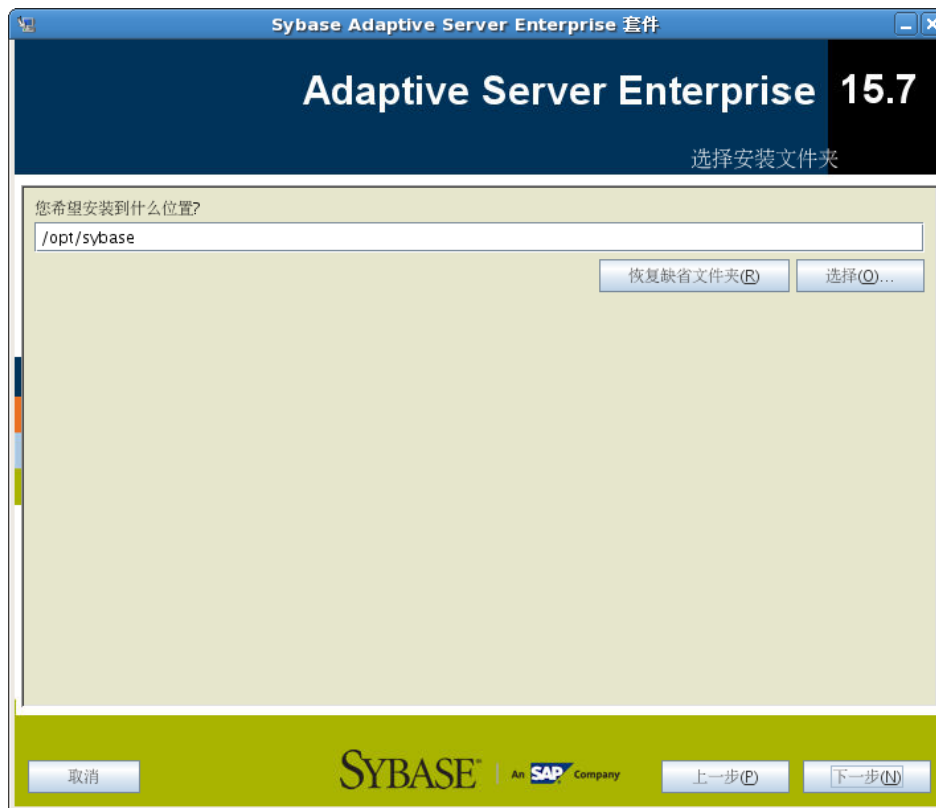 Sybase Adaptive Server Enterprise 套件
Adaptive Server Enterprise 15.7
选择安装文件夹
您希望安装到什么位置?
/opt/sybase
恢复缺省文件夹(R) 选择(O)...
取消 SYBASE An SAP Company 上一步(P) 下一步(N)